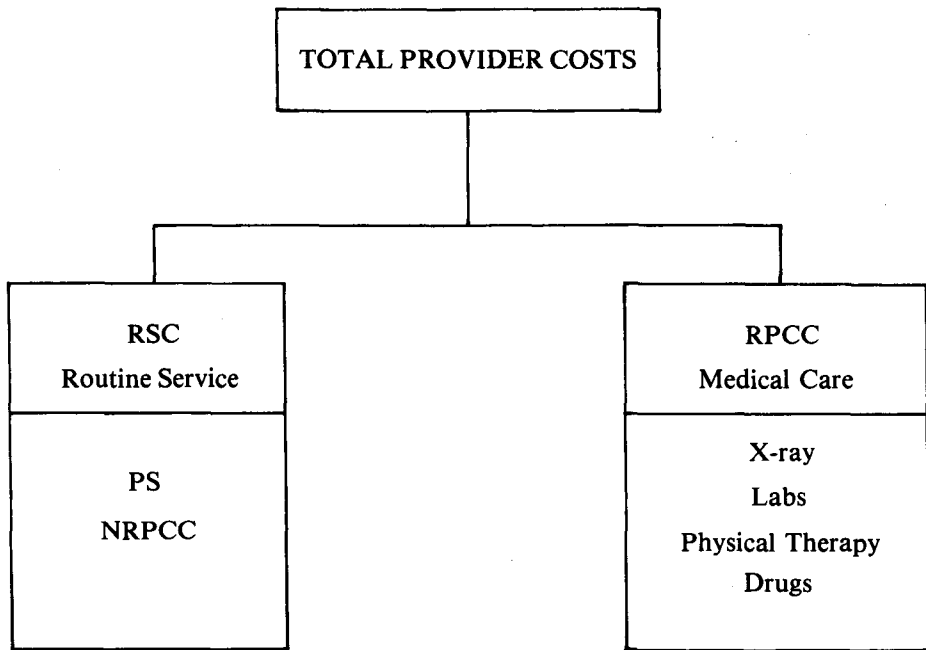 TOTAL PROVIDER COSTS
RSC
Routine Service
PS
NRPCC
RPCC
Medical Care
X-ray
Labs
Physical Therapy
Drugs